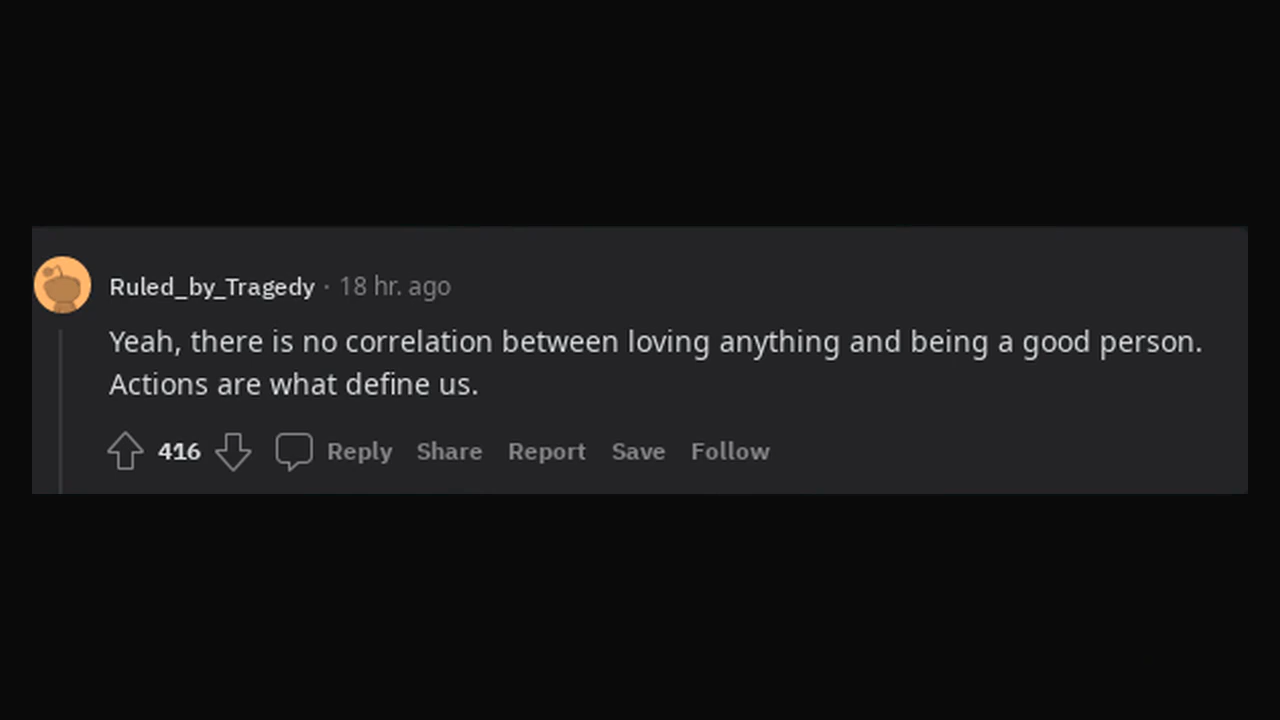 Ruled_by_Tragedy · 18 hr. ago
Yeah, there is no correlation between loving anything and being a good person.
Actions are what define us.
416 Reply Share Report Save Follow